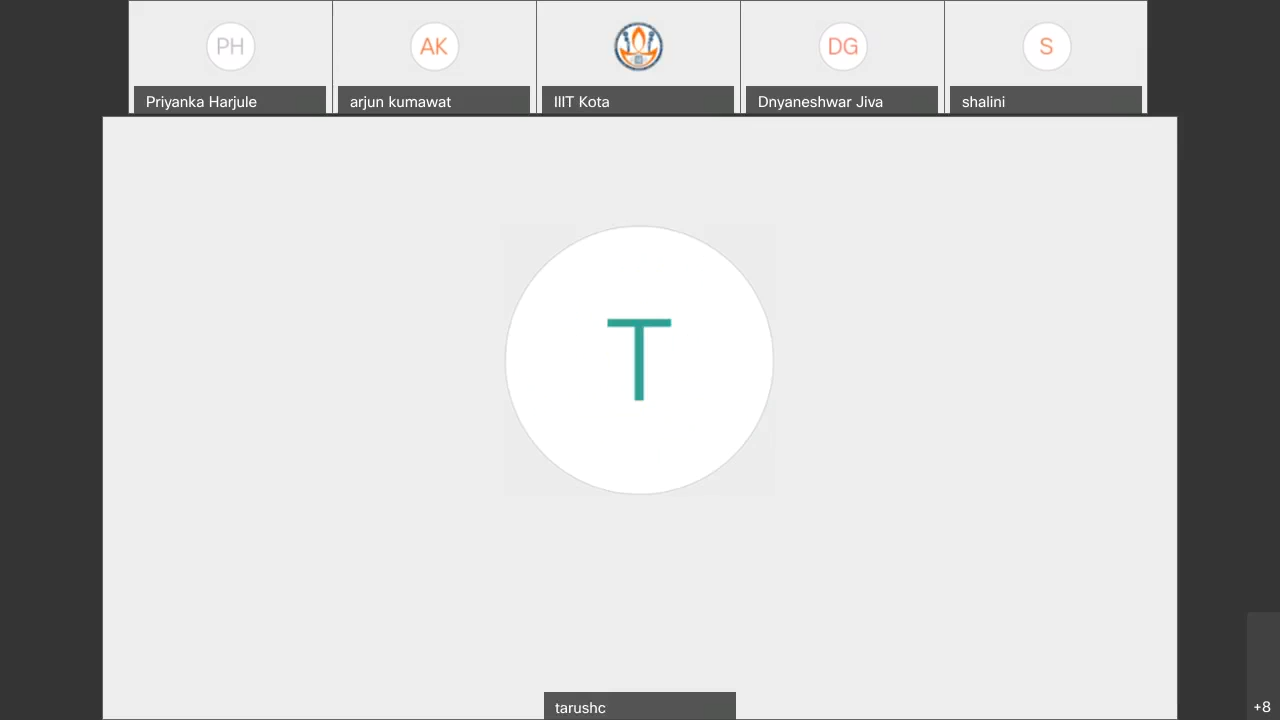 PH
AK
DG
S
Priyanka Harjule
arjun kumawat
IIIT Kota
Dnyaneshwar Jiva
shalini
T
tarushc
+8